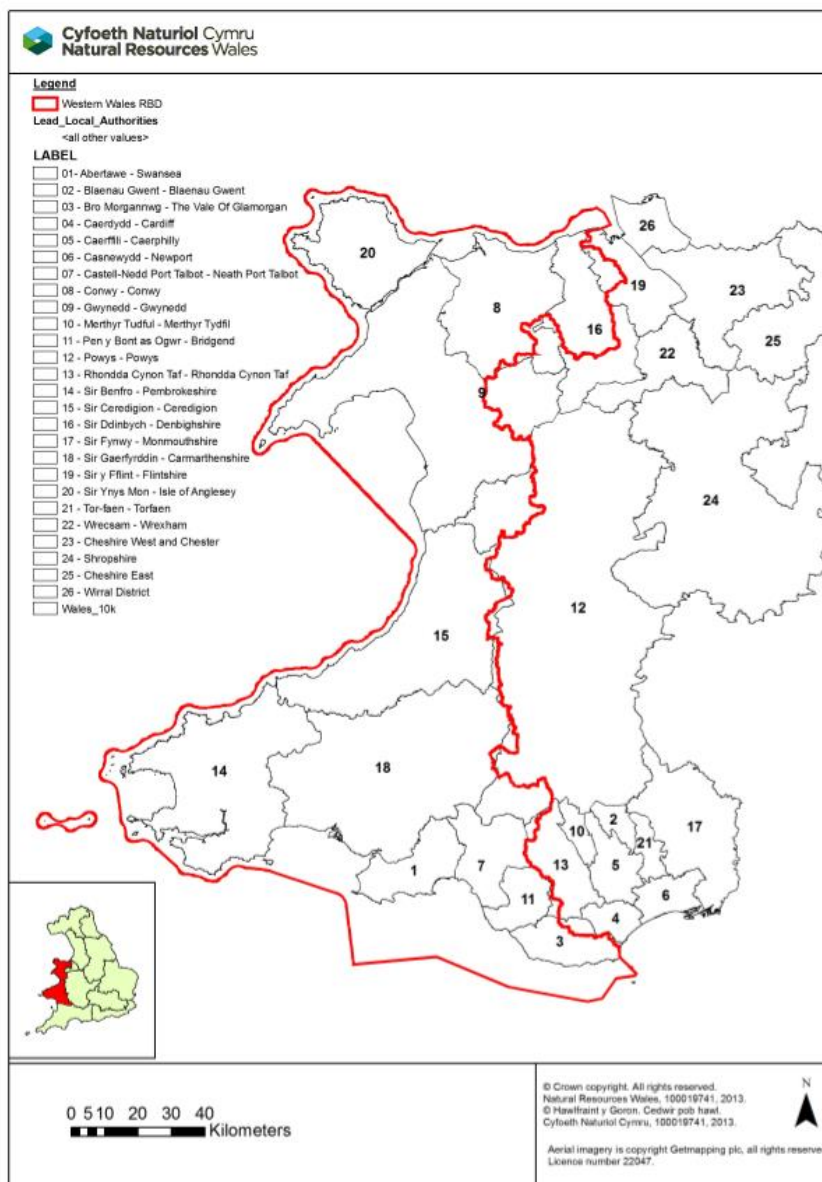 Cyfoeth Naturiol Cymru
Natural Resources Wales
Legend
Western Wales RBD
Lead_Local_Authorities
<all other values>
LABEL
01- Abertawe - Swansea
02 - Blaenau Gwent - Blaenau Gwent
03 - Bro Morgannwg - The Vale Of Glamorgan
04 - Caerdydd - Cardiff
05 - Caerffili - Caerphilly
06 - Casnewydd - Newport
07 - Castell-Nedd Port Talbot - Neath Port Talbot
08 - Conwy - Conwy
09 - Gwynedd - Gwynedd
10 - Merthyr Tudful - Merthyr Tydfil
11 - Pen y Bont as Ogwr - Bridgend
12 - Powys - Powys
13 - Rhondda Cynon Taf - Rhondda Cynon Taf
14 - Sir Benfro - Pembrokeshire
15 - Sir Ceredigion - Ceredigion
16 - Sir Ddinbych - Denbighshire
17 - Sir Fynwy - Monmouthshire
18 - Sir Gaerfyrddin - Carmarthenshire
19 - Sir y Fflint - Flintshire
20 - Sir Ynys Mon - Isle of Anglesey
21 - Tor-faen - Torfaen
22 - Wrecsam - Wrexham
23 - Cheshire West and Chester
24 - Shropshire
25 - Cheshire East
26 - Wirral District
Wales_10k
26
20
19
23
8
16
25
22
9
24
12
15
18
14
17
2
10
21
13
5
1
7
6
11
4
3
0 5 10 20 30 40
Kilometers
© Crown copyright. All rights reserved.
Natural Resources Wales, 100019741, 2013.
© Hawlfraint y Goron. Cedwir pob hawl.
Cyfoeth Naturiol Cymru, 100019741, 2013.
N
Aerial imagery is copyright Getmapping plc, all rights reserve
Licence number 22047.